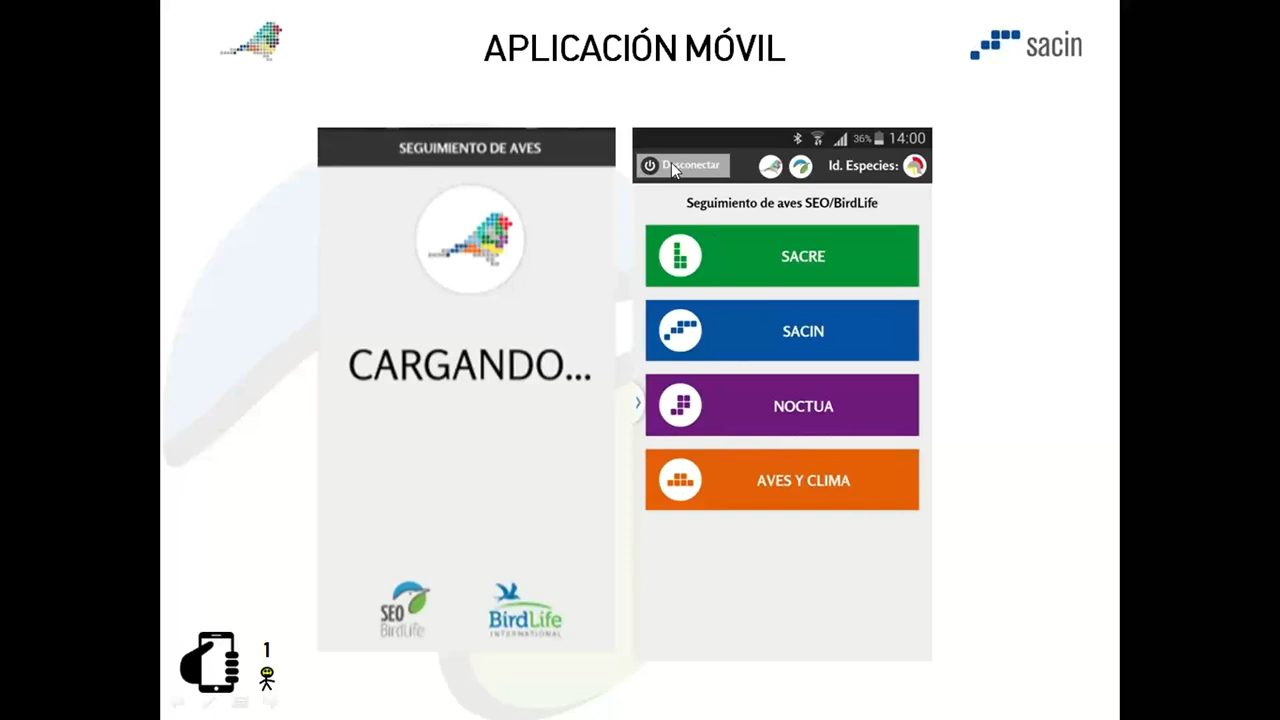 APLICACIÓN MÓVIL
sacin
SEGUIMIENTO DE AVES
CARGANDO...
SEO
BirdLife
BirdLife
INTERNATIONAL
36% 14:00
Desconectar
Id. Especies:
Seguimiento de aves SEO/BirdLife
SACRE
SACIN
NOCTUA
AVES Y CLIMA
1